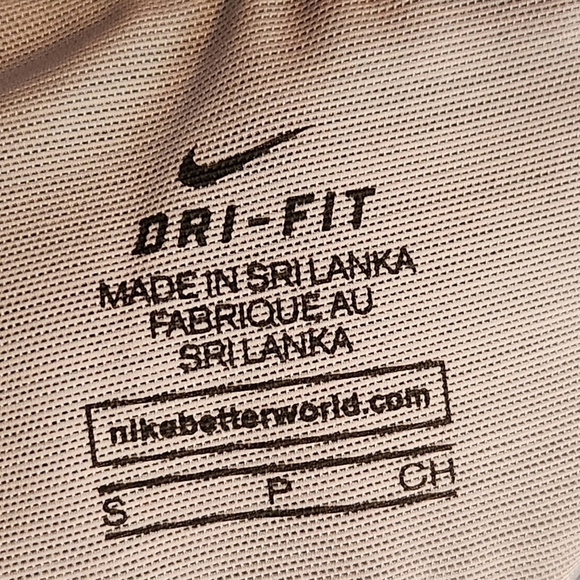 DRI-FIT
MADE IN SRI LANKA
FABRIQUE AU
SRI LANKA
nikebetterworld.com
S P CH